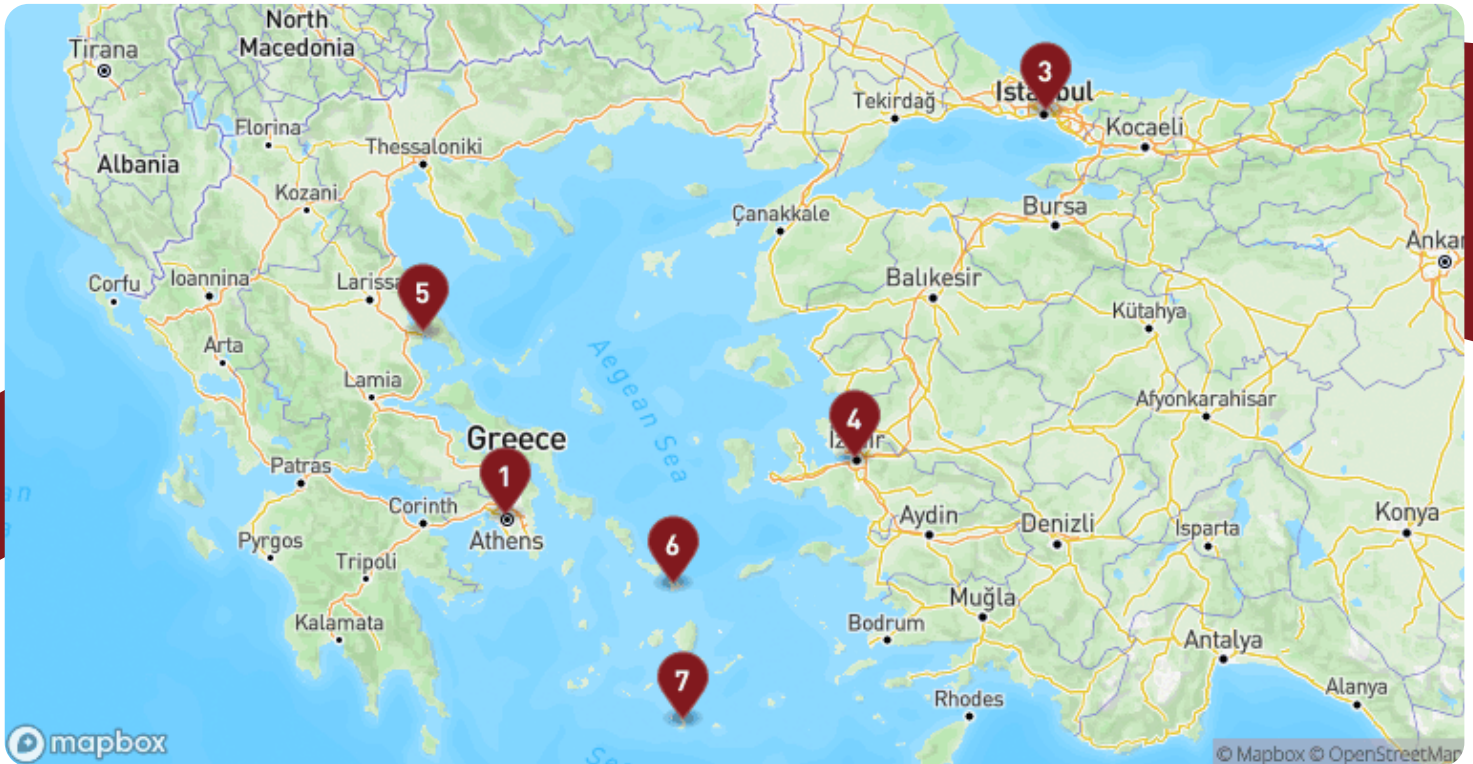 North
Macedonia
Tirana
3
Istanbul
Tekirdağ
Kocaeli
Florina
Thessaloniki
Albania
Kozani
Çanakkale
Bursa
Ankar
Corfu
Ioannina
Larissa
5
Balıkesir
Kütahya
Arta
Aegean Sea
Lamia
4
Afyonkarahisar
Greece
İzmir
Patras
1
Corinth
Athens
Aydin
Denizli
Isparta
Konya
Pyrgos
6
Tripoli
Muğla
Kalamata
Bodrum
Antalya
7
Rhodes
Alanya
mapbox
© Mapbox © OpenStreetMap